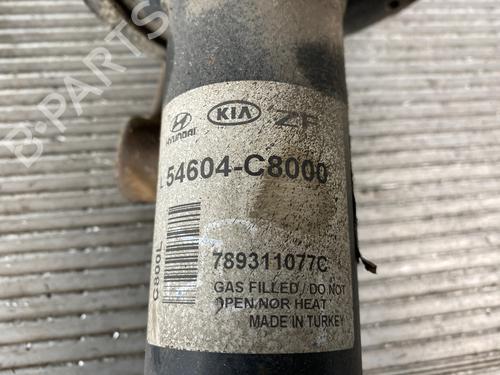 HYUNDAI KIA ZF
L 54604-C8000
C800L
789311077C
GAS FILLED / DO NOT
OPEN NOR HEAT
MADE IN TURKEY
B-PARTS